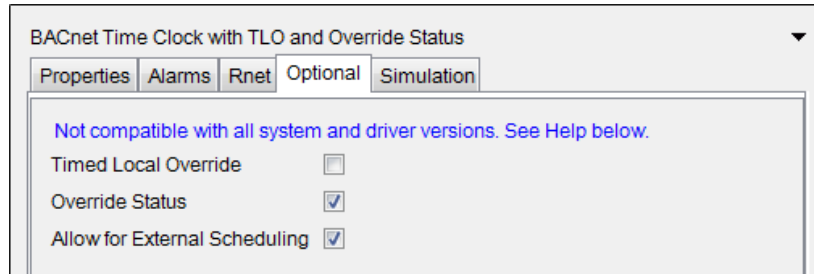 BACnet Time Clock with TLO and Override Status
Properties Alarms Rnet Optional Simulation
Not compatible with all system and driver versions. See Help below.
Timed Local Override
Override Status
Allow for External Scheduling